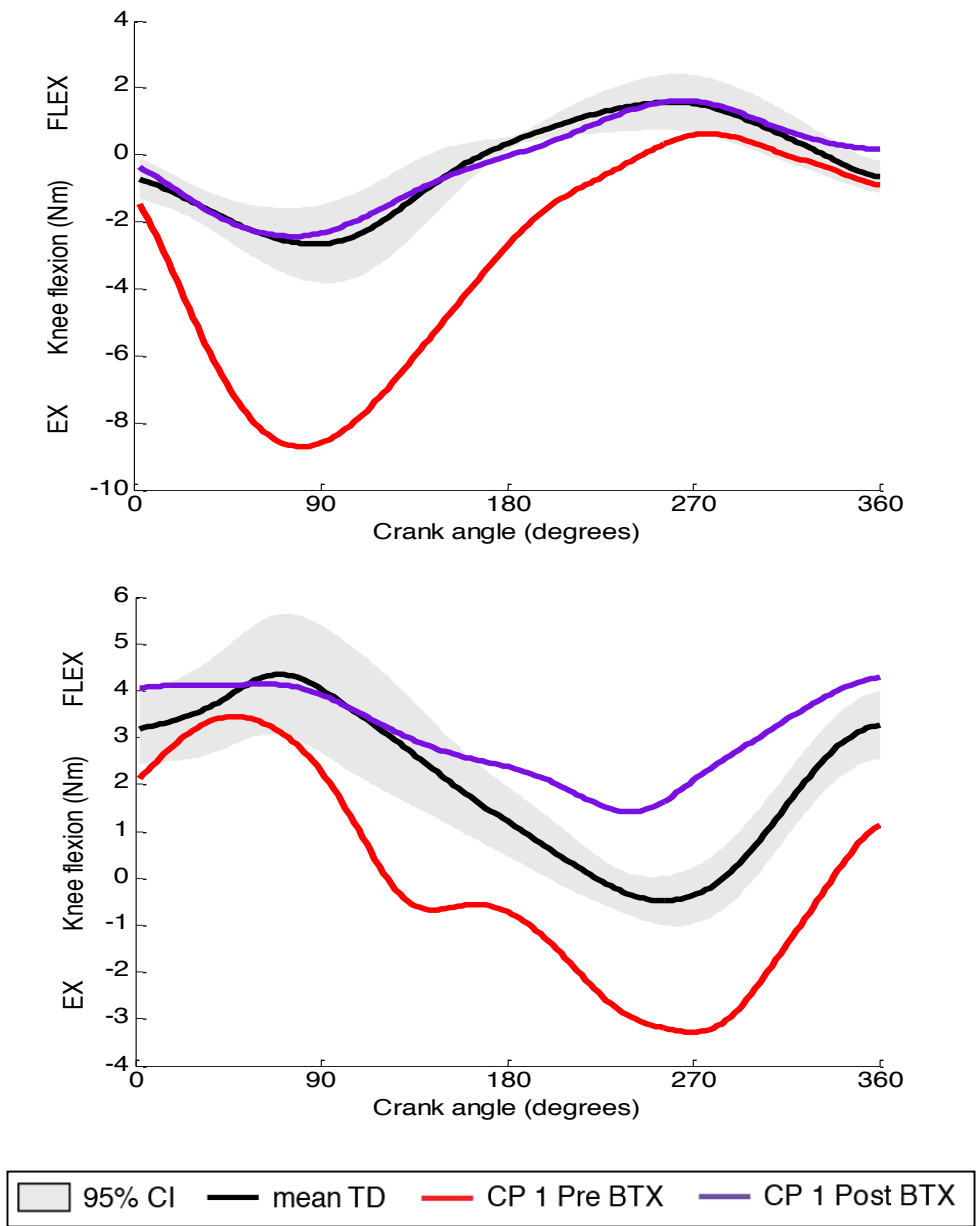 4
2
0
-2
-4
-6
-8
-10
EX Knee flexion (Nm) FLEX
0 90 180 270 360
Crank angle (degrees)
6
5
4
3
2
1
0
-1
-2
-3
-4
EX Knee flexion (Nm) FLEX
0 90 180 270 360
Crank angle (degrees)
95% CI mean TD CP 1 Pre BTX CP 1 Post BTX